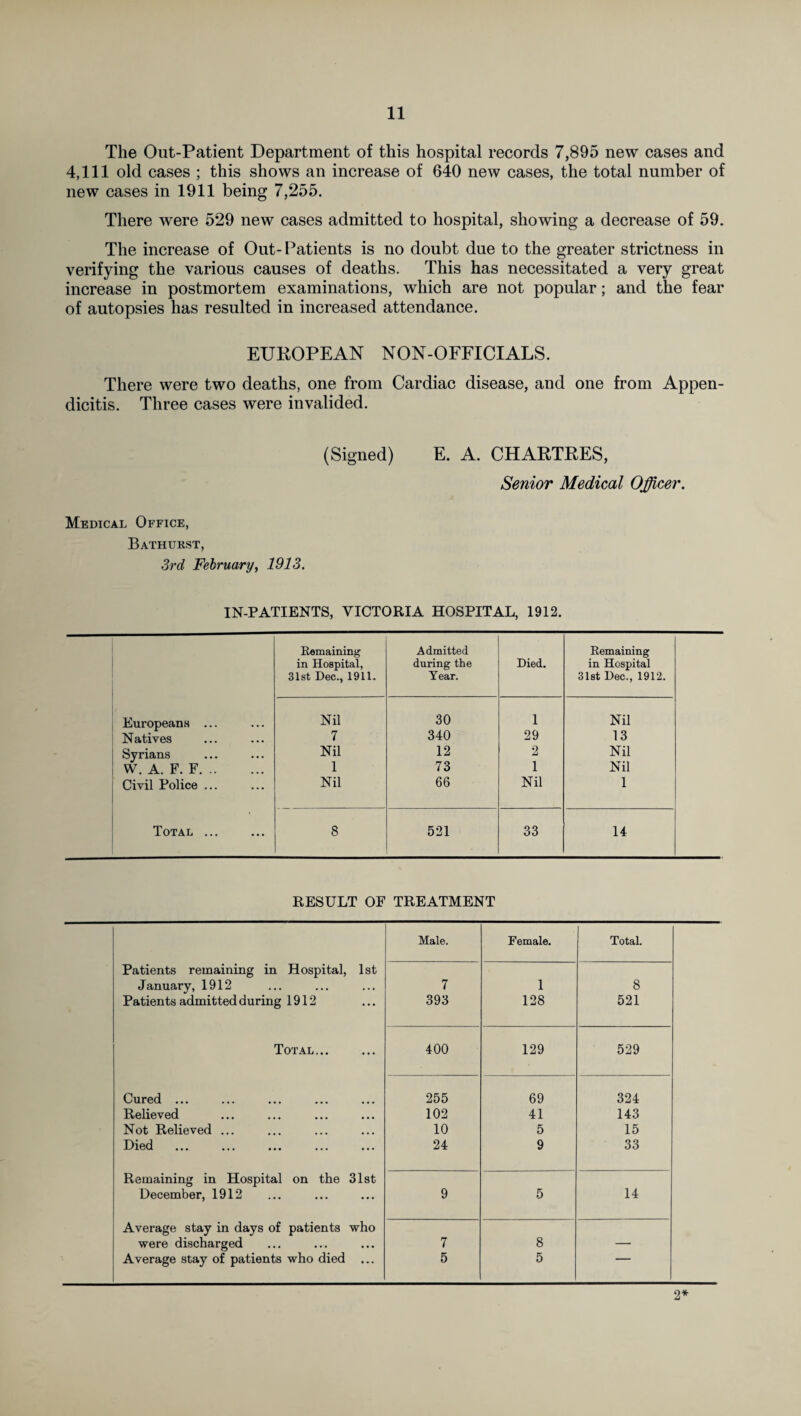 11
The Out-Patient Department of this hospital records 7,895 new cases and
4,111 old cases ; this shows an increase of 640 new cases, the total number of
new cases in 1911 being 7,255.
There were 529 new cases admitted to hospital, showing a decrease of 59.
The increase of Out-Patients is no doubt due to the greater strictness in
verifying the various causes of deaths. This has necessitated a very great
increase in postmortem examinations, which are not popular; and the fear
of autopsies has resulted in increased attendance.
EUROPEAN NON-OFFICIALS.
There were two deaths, one from Cardiac disease, and one from Appen-
dicitis. Three cases were invalided.
(Signed) E. A. CHARTRES,
Senior Medical Officer.
Medical Office,
Bathurst,
3rd February, 1913.
IN-PATIENTS, VICTORIA HOSPITAL, 1912.
Remaining in Hospital, 31st Dec., 1911. Admitted during the Year. Died. Remaining in Hospital 31st Dec., 1912.
Europeans ... ... Nil 30 1 Nil
Natives ... ... 7 340 29 13
Syrians ... ... Nil 12 2 Nil
W. A. F. F. .. ... 1 73 1 Nil
Civil Police ... ... Nil 66 Nil 1
Total ... ... 8 521 33 14
RESULT OF TREATMENT
Male. Female. Total.
Patients remaining in Hospital, 1st
January, 1912 ... ... ... 7 1 8
Patients admitted during 1912 ... 393 128 521
Total... ... 400 129 529
Cured ... ... ... ... ... 255 69 324
Relieved ... ... ... ... 102 41 143
Not Relieved ... ... ... ... 10 5 15
Died ... ... ... ... ... 24 9 33
Remaining in Hospital on the 31st
December, 1912 ... ... ... 9 5 14
Average stay in days of patients who
were discharged ... ... ... 7 8 —
Average stay of patients who died ... 5 5 —
2*